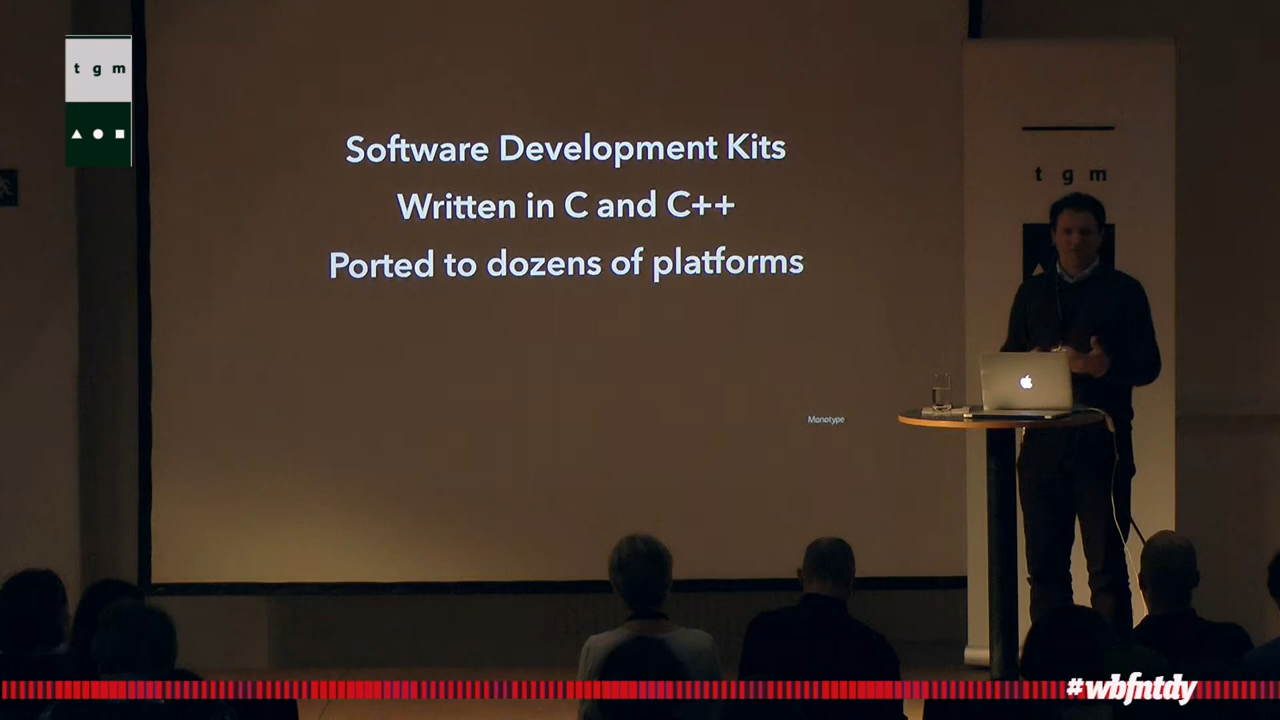 t g m
Software Development Kits
Written in C and C++
Ported to dozens of platforms
t g m
Monotype
#wbfntdy